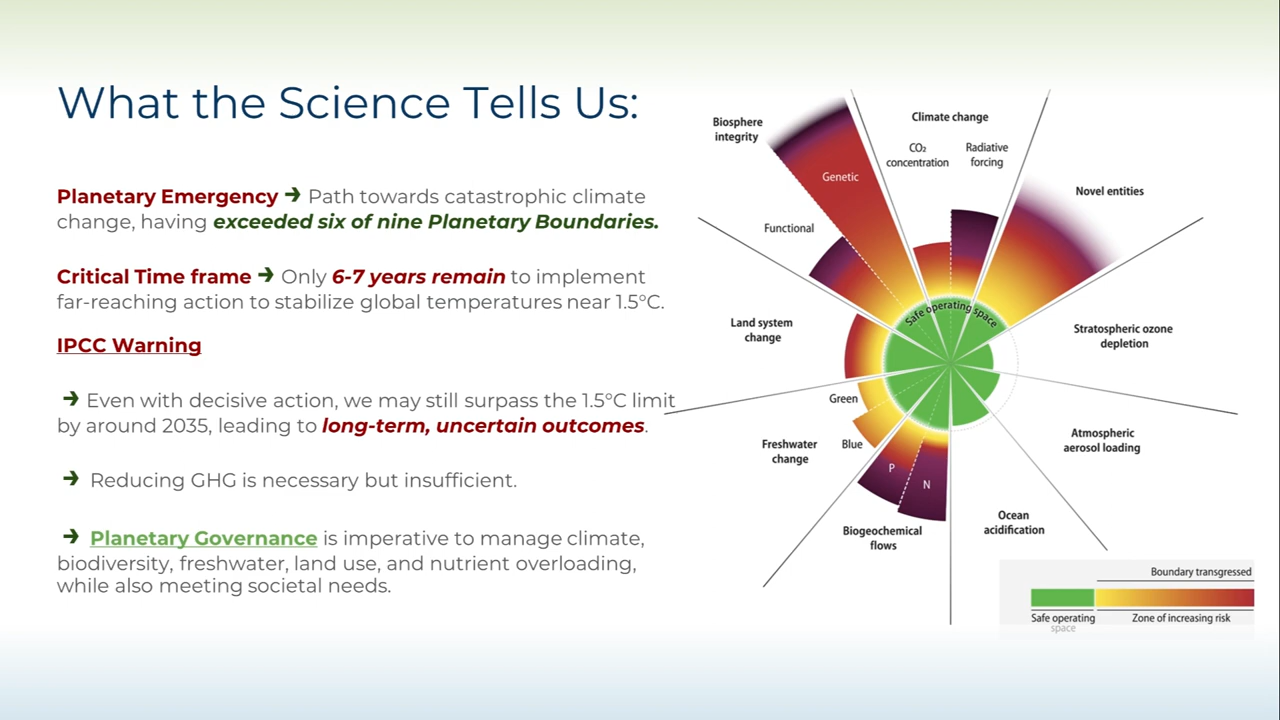 What the Science Tells Us:
Planetary Emergency ➔ Path towards catastrophic climate
change, having exceeded six of nine Planetary Boundaries.
Critical Time frame ➔ Only 6-7 years remain to implement
far-reaching action to stabilize global temperatures near 1.5°C.
IPCC Warning
➔ Even with decisive action, we may still surpass the 1.5°C limit
by around 2035, leading to long-term, uncertain outcomes.
➔ Reducing GHG is necessary but insufficient.
➔ Planetary Governance is imperative to manage climate,
biodiversity, freshwater, land use, and nutrient overloading,
while also meeting societal needs.
Biosphere
integrity
Genetic
Functional
Climate change
CO₂
concentration
Radiative
forcing
Novel entities
Safe operating space
Land system
change
Stratospheric ozone
depletion
Green
Blue
Freshwater
change
Atmospheric
aerosol loading
P
N
Biogeochemical
flows
Ocean
acidification
Boundary transgressed
Safe operating
space
Zone of increasing risk